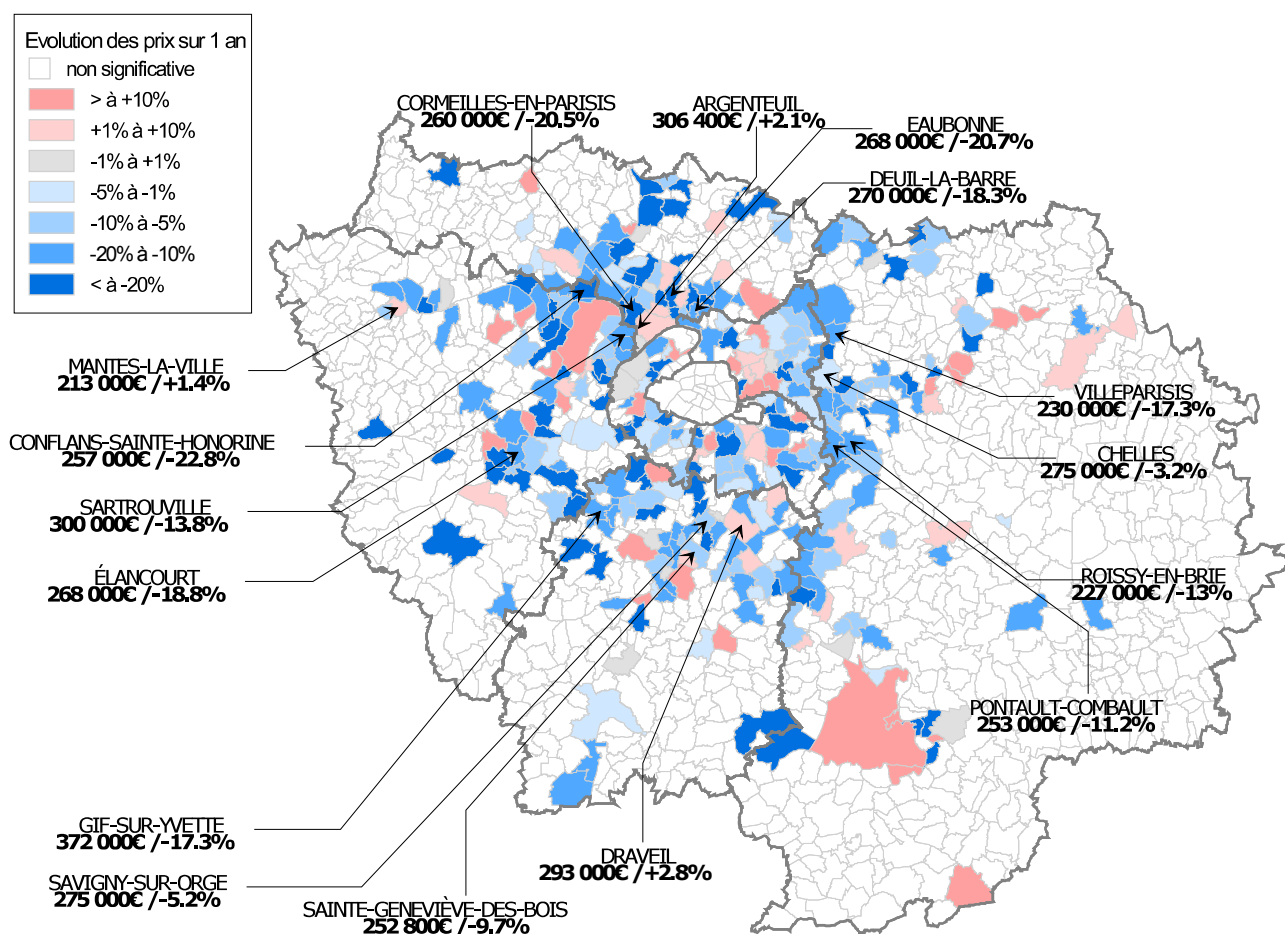 Evolution des prix sur 1 an
non significative
> à +10%
+1% à +10%
-1% à +1%
-5% à -1%
-10% à -5%
-20% à -10%
< à -20%
CORMEILLES-EN-PARISIS
260 000€ /-20.5%
ARGENTEUIL
306 400€ /+2.1%
EAUBONNE
268 000€ /-20.7%
DEUIL-LA-BARRE
270 000€ /-18.3%
MANTES-LA-VILLE
213 000€ /+1.4%
VILLEPARISIS
230 000€ /-17.3%
CONFLANS-SAINTE-HONORINE
257 000€ /-22.8%
CHELLES
275 000€ /-3.2%
SARTROUVILLE
300 000€ /-13.8%
ÉLANCOURT
268 000€ /-18.8%
ROISSY-EN-BRIE
227 000€ /-13%
PONTAULT-COMBAULT
253 000€ /-11.2%
GIF-SUR-YVETTE
372 000€ /-17.3%
DRAVEIL
293 000€ /+2.8%
SAVIGNY-SUR-ORGE
275 000€ /-5.2%
SAINTE-GENEVIÈVE-DES-BOIS
252 800€ /-9.7%